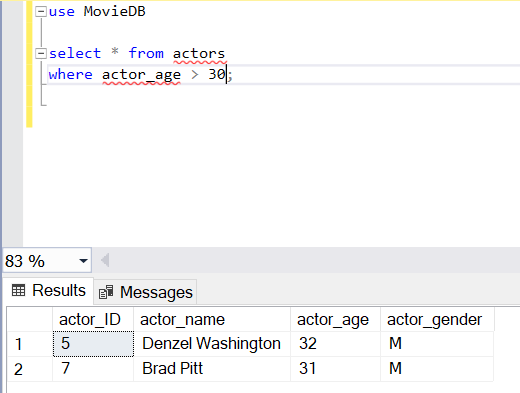 use MovieDB
select * from actors
where actor_age > 30;
83 %
Results Messages
actor_ID actor_name actor_age actor_gender
1 5 Denzel Washington 32 M
2 7 Brad Pitt 31 M